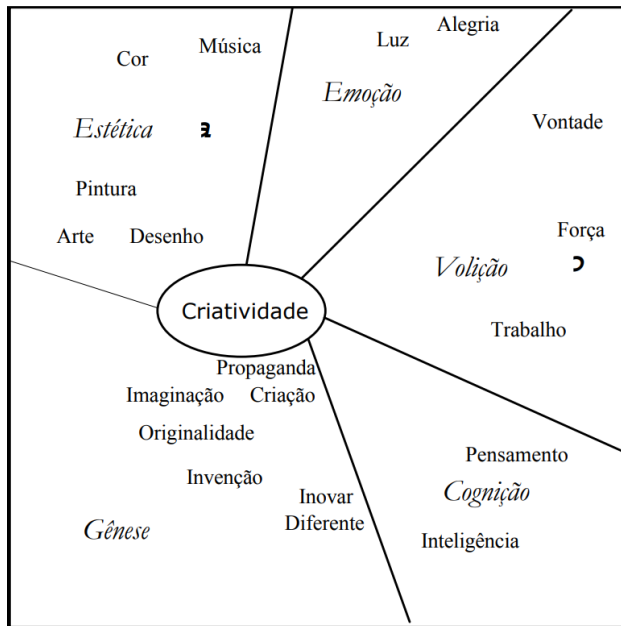 Cor
Música
Estética
Pintura
Arte
Desenho
Luz
Alegria
Emoção
Vontade
Força
Volição
Trabalho
Criatividade
Propaganda
Imaginação
Criação
Originalidade
Invenção
Inovar
Diferente
Gênese
Pensamento
Cognição
Inteligência